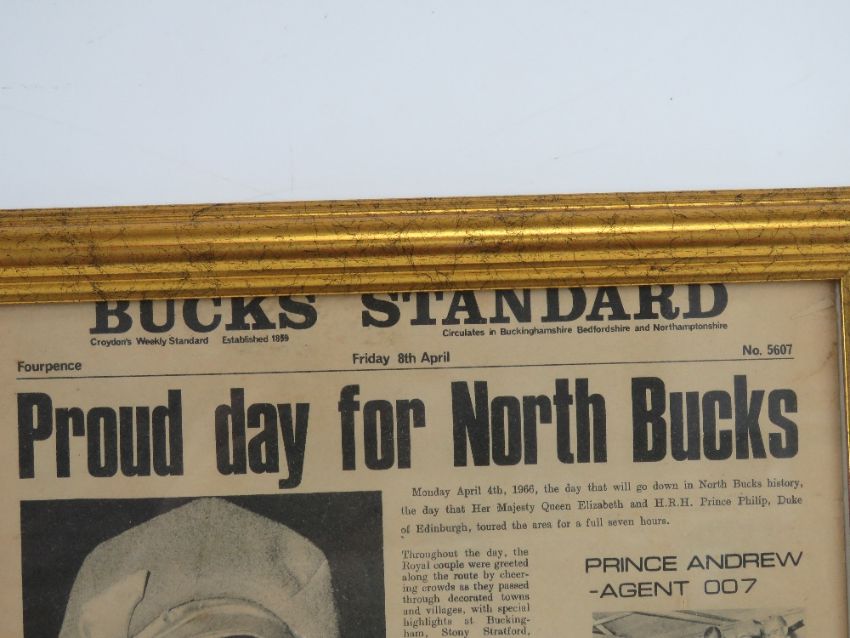 BUCKS STANDARD
Croydon's Weekly Standard Established 1859
Circulates in Buckinghamshire Bedfordshire and Northamptonshire
Fourpence Friday 8th April No. 5607
Proud day for North Bucks
Monday April 4th, 1966, the day that will go down in North Bucks history,
the day that Her Majesty Queen Elizabeth and H.R.H. Prince Philip, Duke
of Edinburgh, toured the area for a full seven hours.
Throughout the day, the
Royal couple were greeted
along the route by cheer-
ing crowds as they passed
through decorated towns
and villages, with special
highlights at Bucking-
ham, Stony Stratford,
PRINCE ANDREW
-AGENT 007